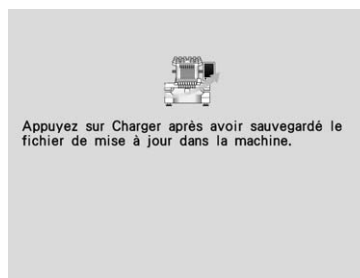 Appuyez sur Charger après avoir sauvegardé le
fichier de mise à jour dans la machine.